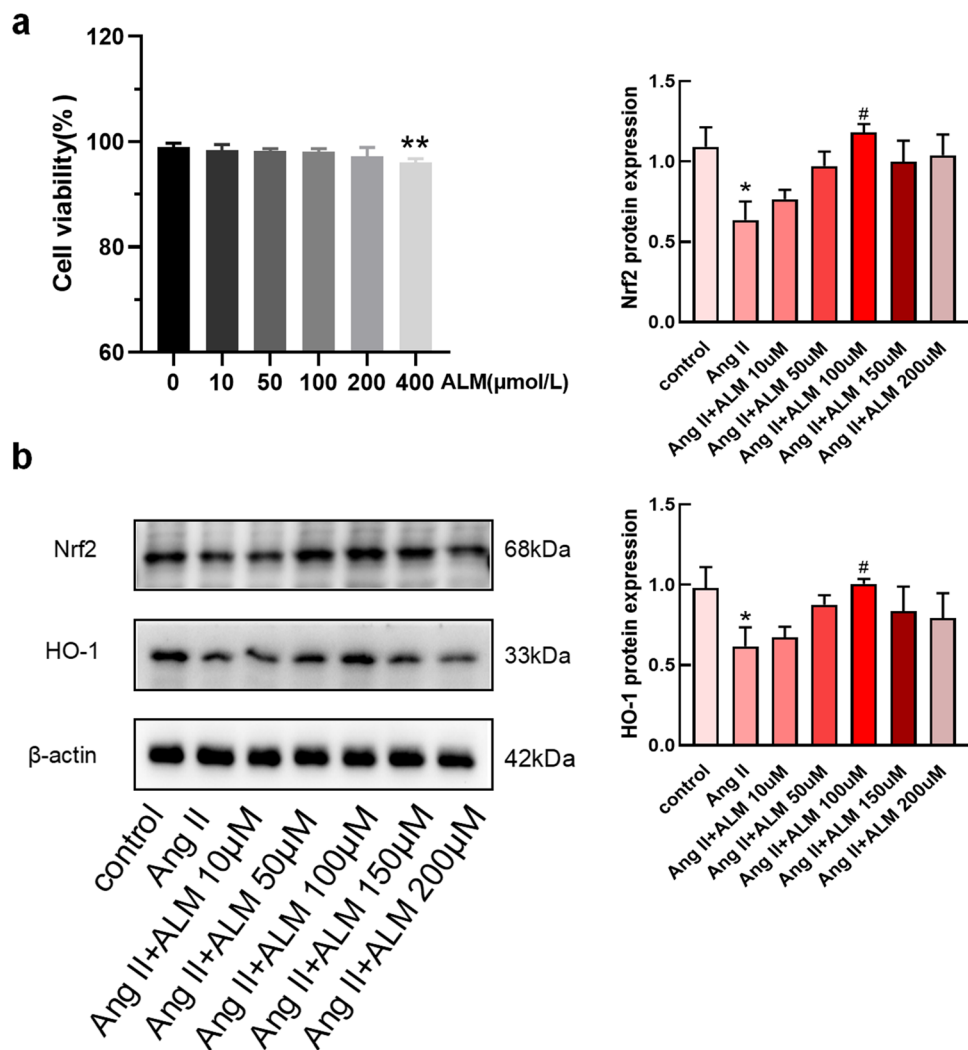 a
Cell viability(%)
120
100
80
60
**
0 10 50 100 200 400 ALM(μmol/L)
Nrf2 protein expression
1.5
1.0
0.5
0.0
*
#
control
Ang II
Ang II+ALM 10uM
Ang II+ALM 50uM
Ang II+ALM 100uM
Ang II+ALM 150uM
Ang II+ALM 200uM
b
Nrf2 68kDa
HO-1 33kDa
β-actin 42kDa
control
Ang II
Ang II+ALM 10μM
Ang II+ALM 50μM
Ang II+ALM 100μM
Ang II+ALM 150μM
Ang II+ALM 200μM
HO-1 protein expression
1.5
1.0
0.5
0.0
*
#
control
Ang II
Ang II+ALM 10uM
Ang II+ALM 50uM
Ang II+ALM 100uM
Ang II+ALM 150uM
Ang II+ALM 200uM